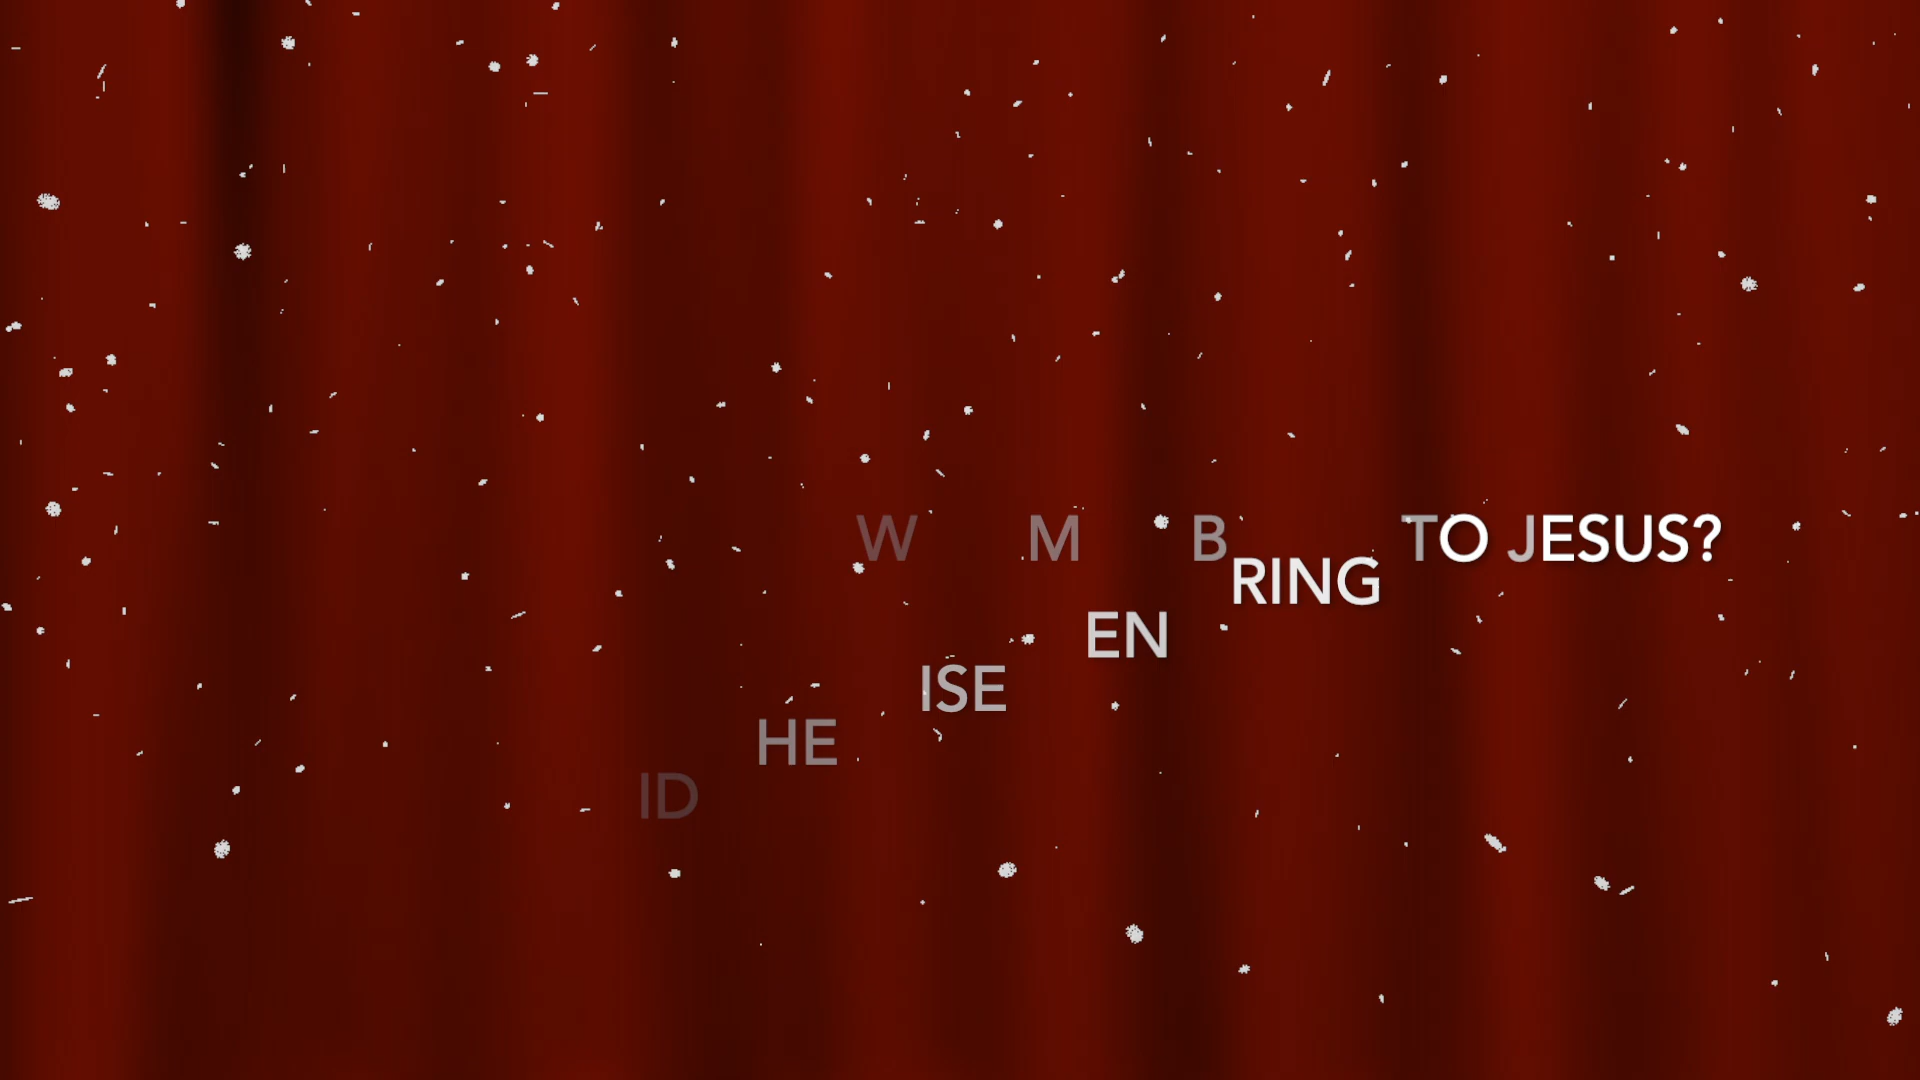 W M B TO JESUS?
RING
EN
ISE
HE
ID